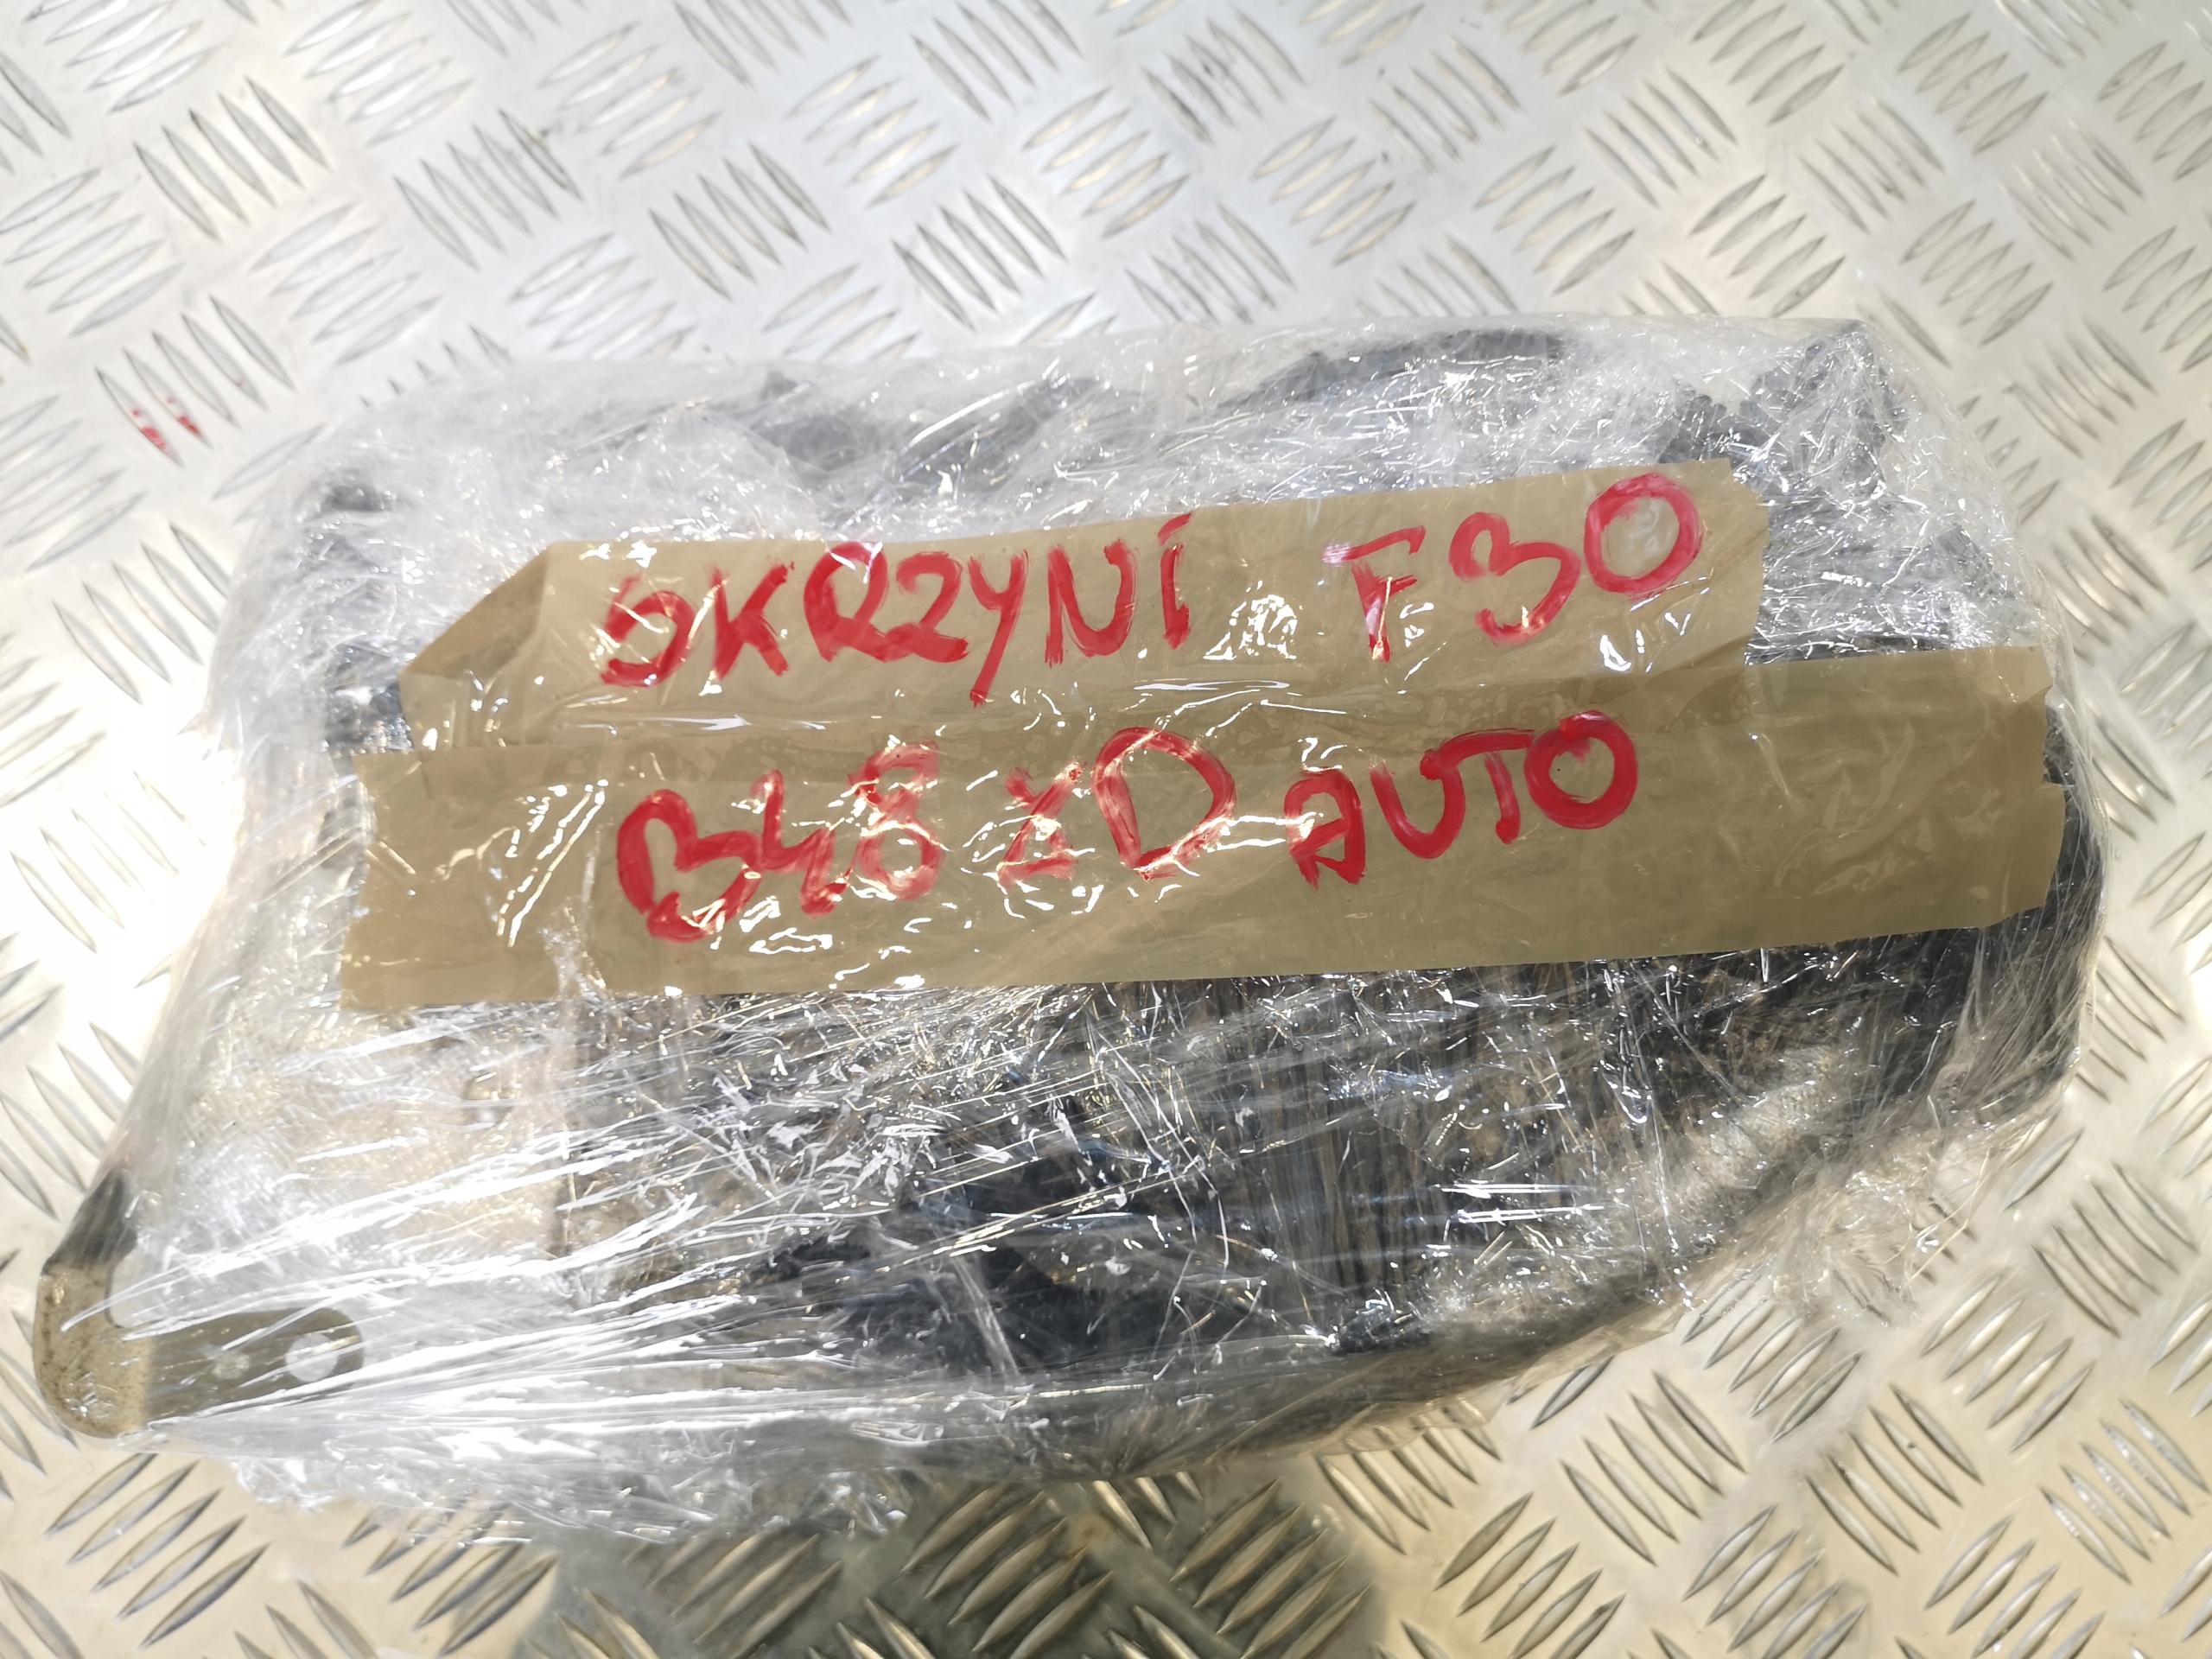 SKRZYNi F30
B48 XD AUTO